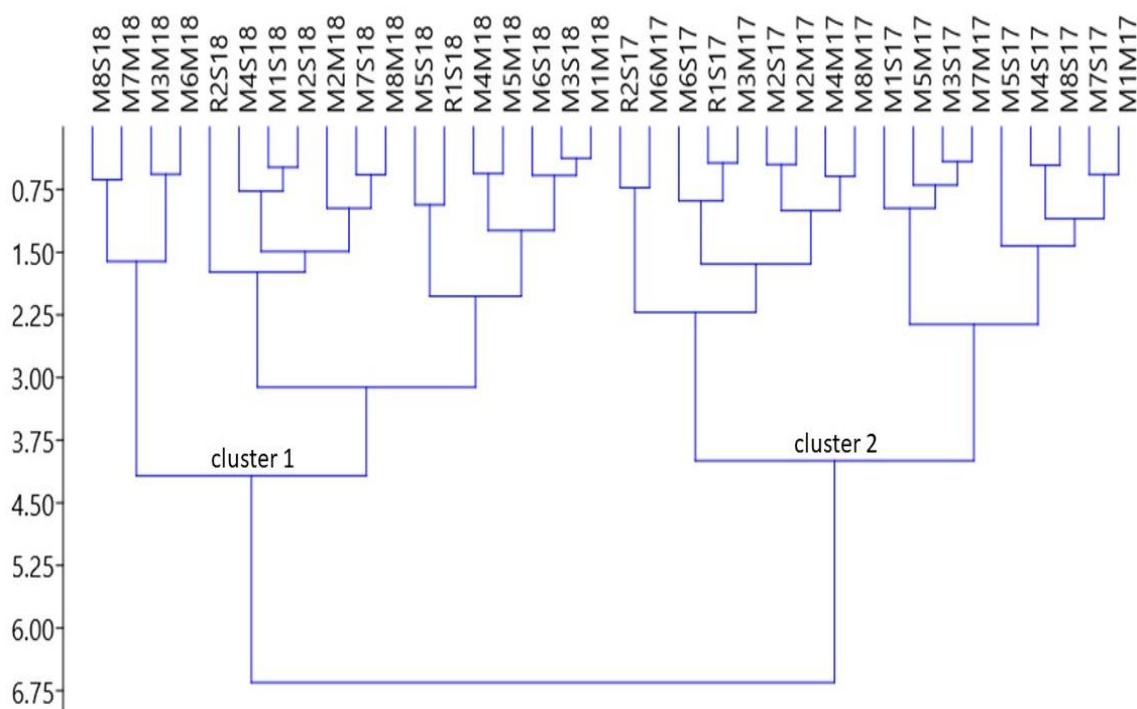 M8S18
M7M18
M3M18
M6M18
R2S18
M4S18
M1S18
M2S18
M2M18
M7S18
M8M18
M5S18
R1S18
M4M18
M5M18
M6S18
M3S18
M1M18
R2S17
M6M17
M6S17
R1S17
M3M17
M2S17
M2M17
M4M17
M8M17
M1S17
M5M17
M3S17
M7M17
M5S17
M4S17
M8S17
M7S17
M1M17
0.75
1.50
2.25
3.00
3.75
cluster 1
cluster 2
4.50
5.25
6.00
6.75